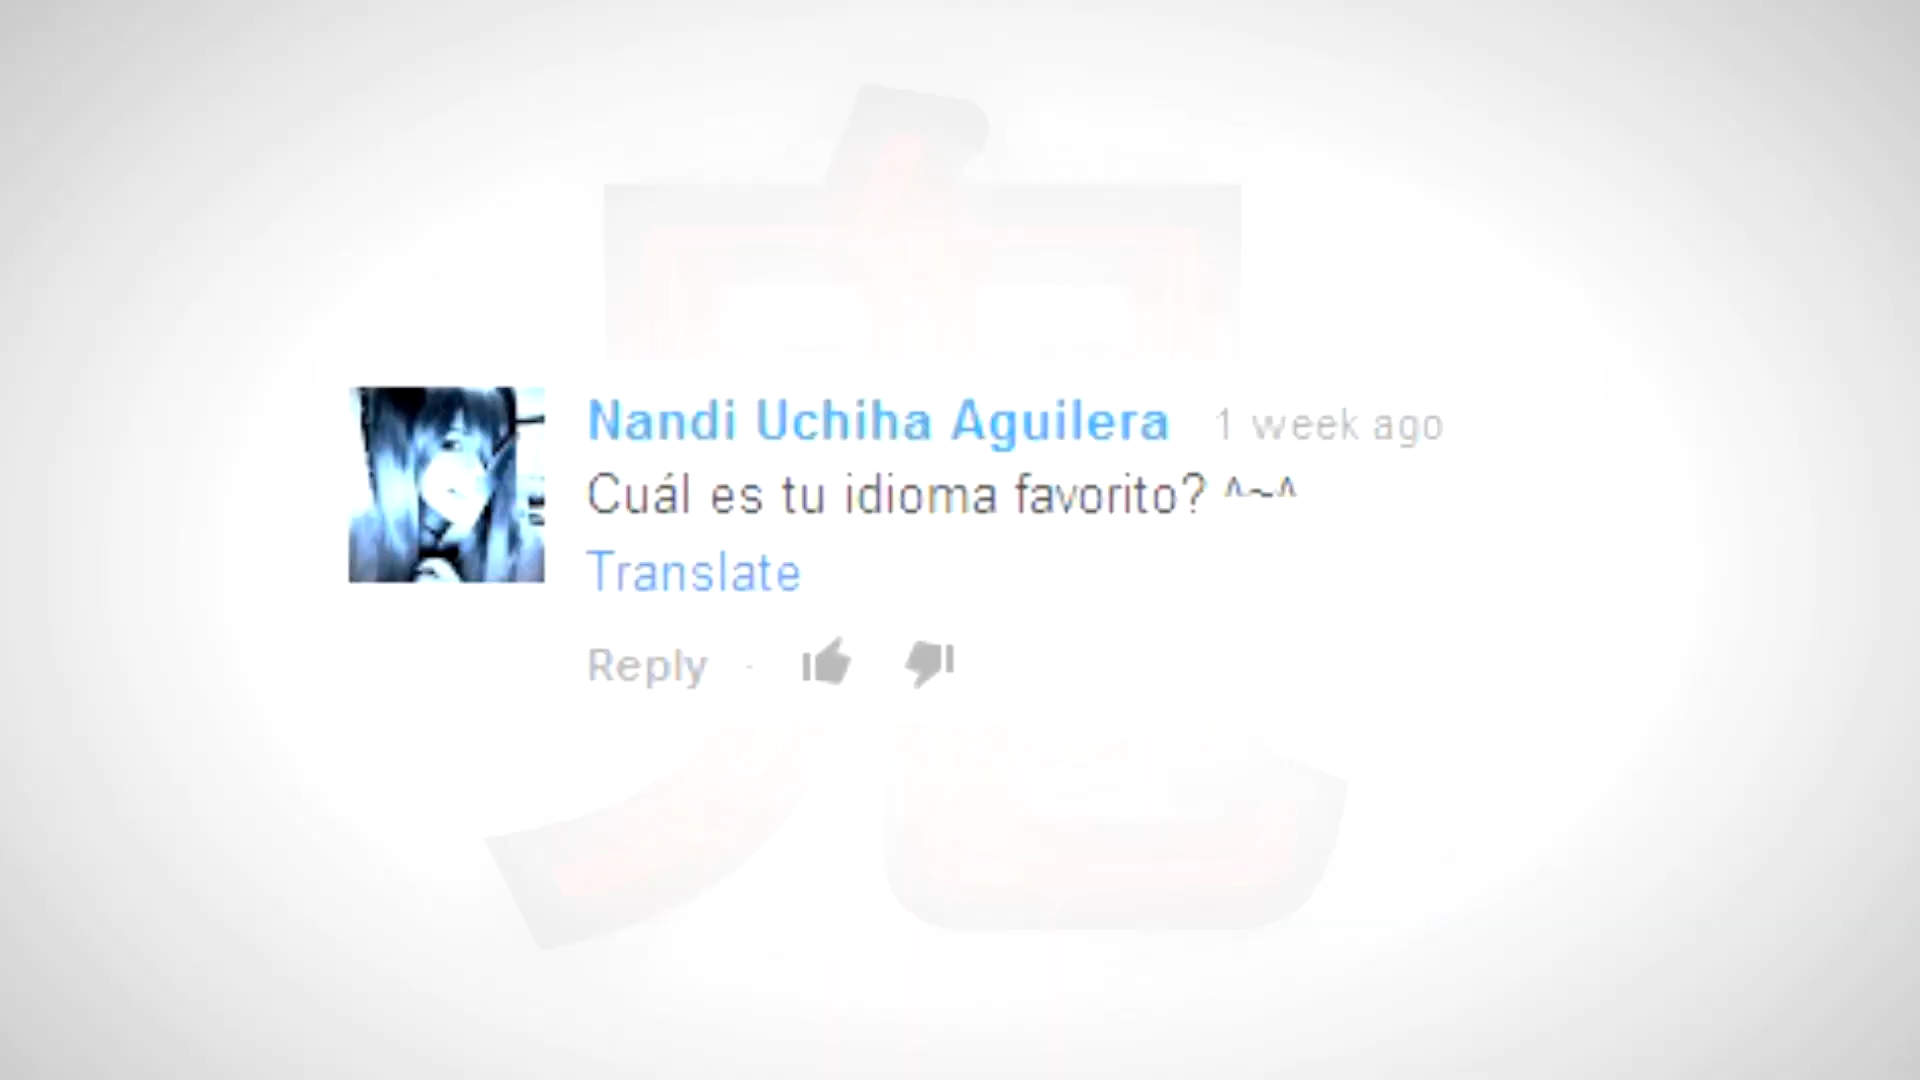 Nandi Uchiha Aguilera 1 week ago
Cuál es tu idioma favorito? ^~^
Translate
Reply ·